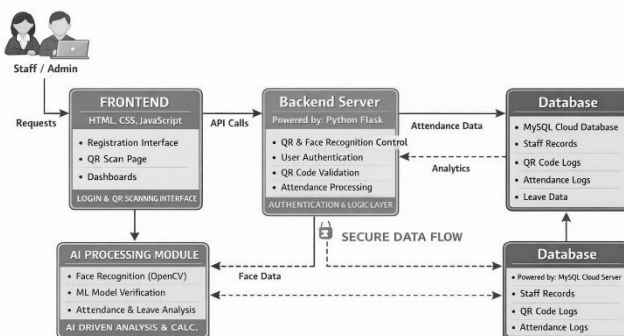 Staff / Admin
Requests
FRONTEND
HTML, CSS, JavaScript
• Registration Interface
• QR Scan Page
• Dashboards
LOGIN & QR SCANNNG INTERFACE
API Calls
Backend Server
Powered by: Python Flask
• QR & Face Recognition Control
• User Authentication
• QR Code Validation
• Attendance Processing
AUTHENTICATION & LOGIC LAYER
Attendance Data
Analytics
Database
• MySQL Cloud Database
• Staff Records
• QR Code Logs
• Attendance Logs
• Leave Data
SECURE DATA FLOW
AI PROCESSING MODULE
• Face Recognition (OpenCV)
• ML Model Verification
• Attendance & Leave Analysis
AI DRIVEN ANALYSIS & CALC.
Face Data
Database
• Powered by: MySQL Cloud Server
• Staff Records
• QR Code Logs
• Attendance Logs